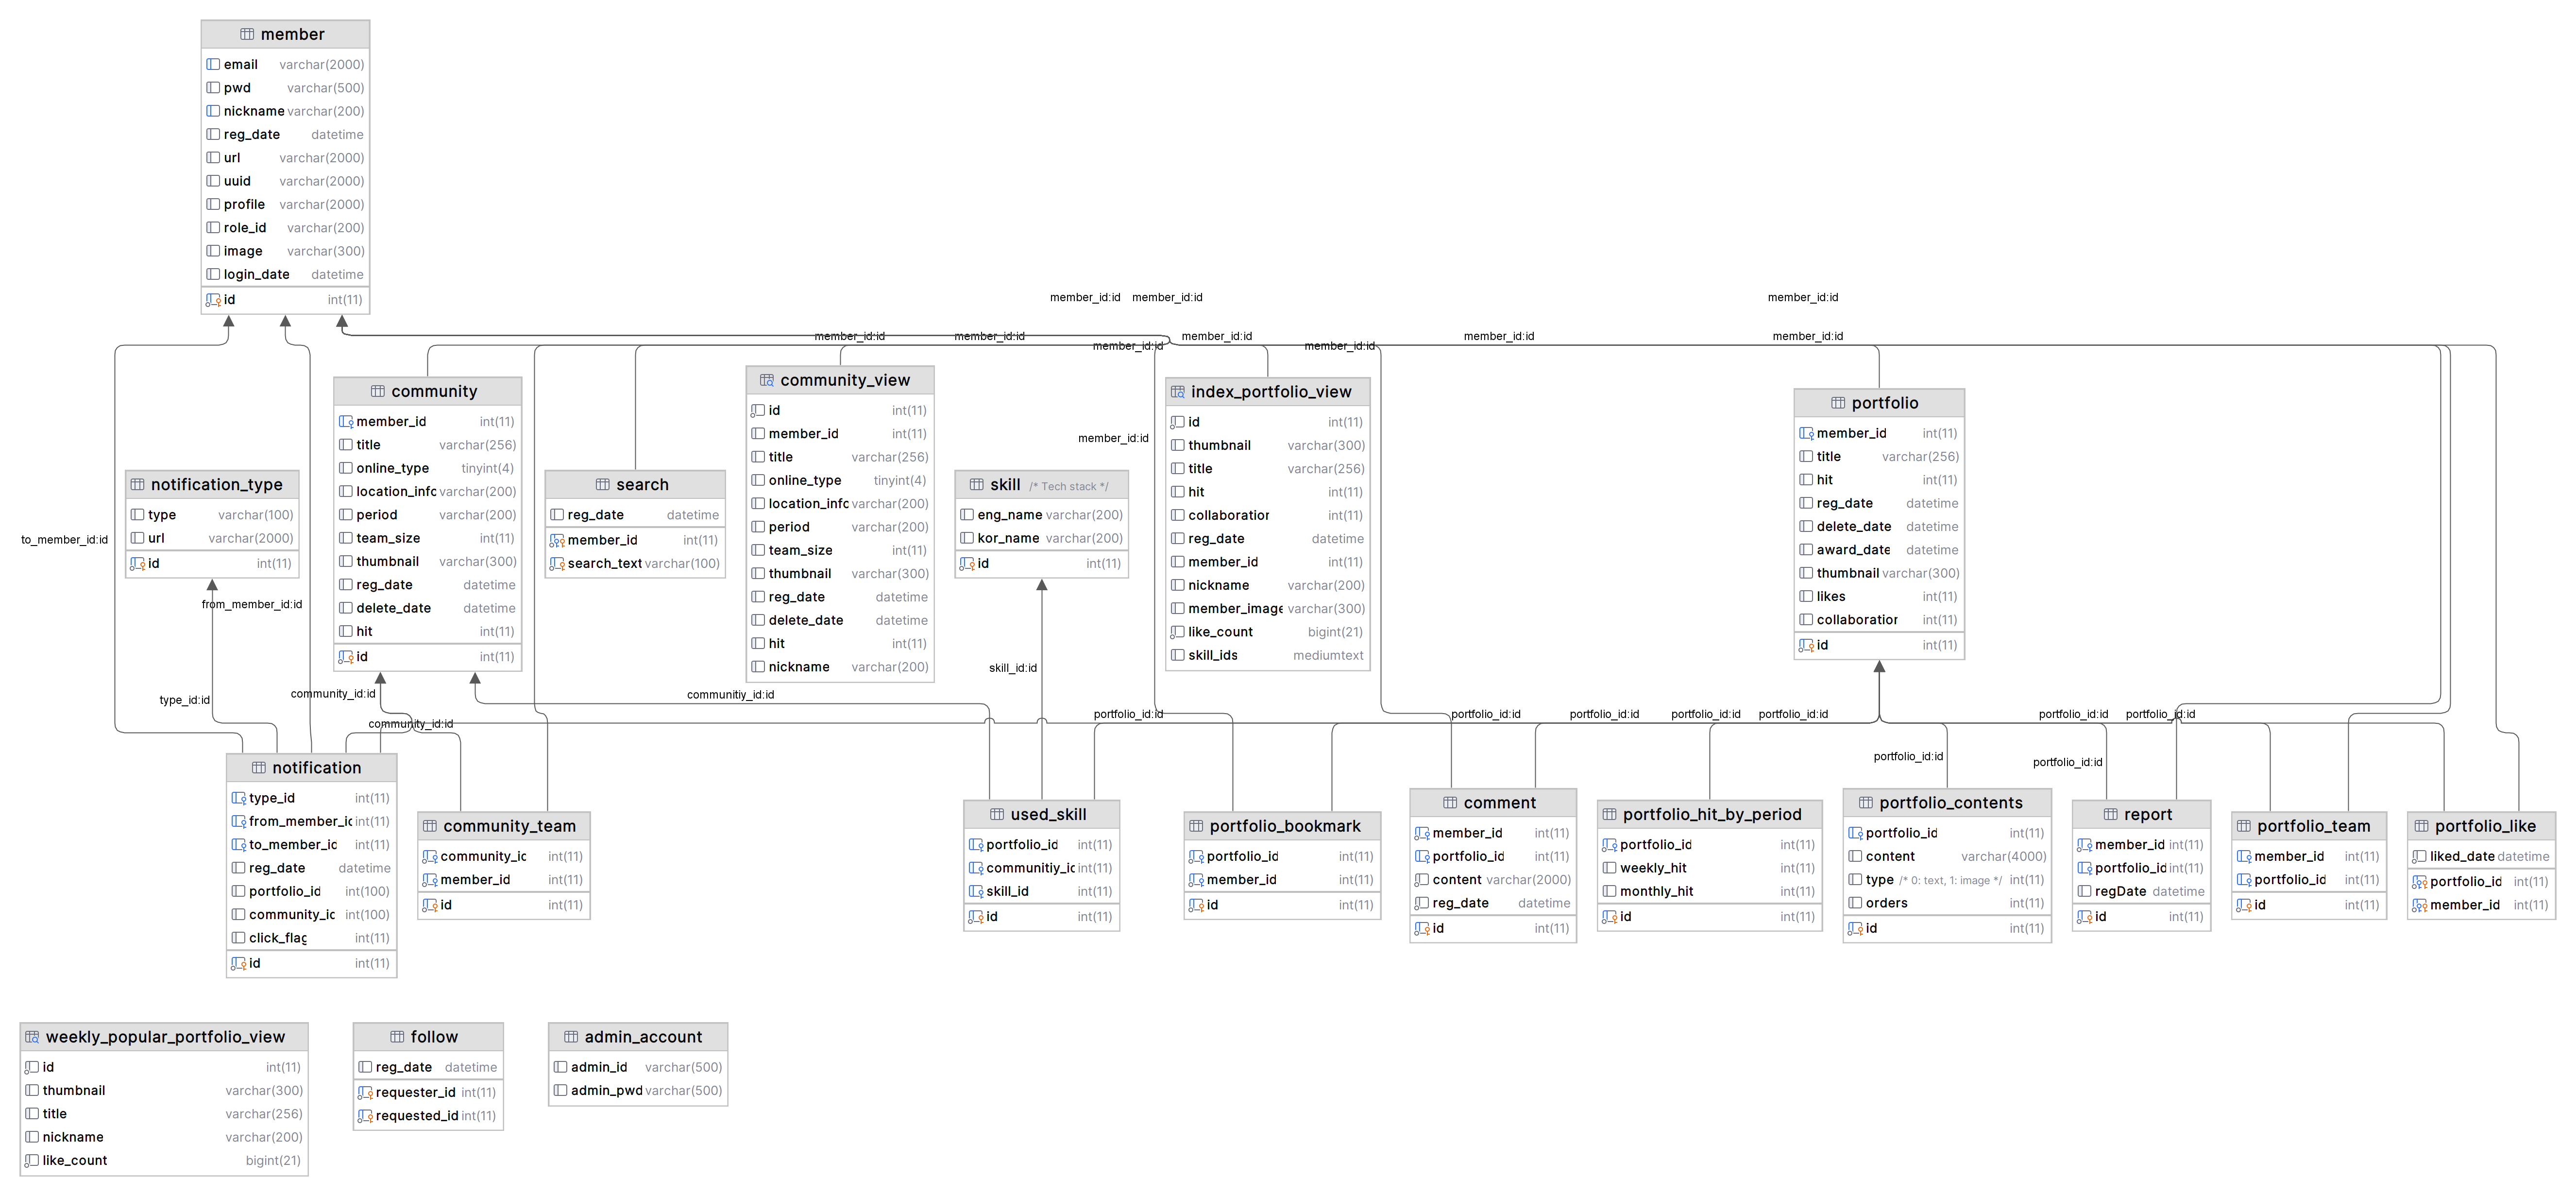 member
email varchar(2000)
pwd varchar(500)
nickname varchar(200)
reg_date datetime
url varchar(2000)
uuid varchar(2000)
profile varchar(2000)
role_id varchar(200)
image varchar(300)
login_date datetime
id int(11)
member_id:id member_id:id member_id:id
member_id:id member_id:id member_id:id member_id:id member_id:id member_id:id member_id:id
member_id:id
to_member_id:id
from_member_id:id
type_id:id
community_id:id
community_id:id
communitiy_id:id
skill_id:id
community
member_id int(11)
title varchar(256)
online_type tinyint(4)
location_info varchar(200)
period varchar(200)
team_size int(11)
thumbnail varchar(300)
reg_date datetime
delete_date datetime
hit int(11)
id int(11)
notification_type
type varchar(100)
url varchar(2000)
id int(11)
search
reg_date datetime
member_id int(11)
search_text varchar(100)
community_view
id int(11)
member_id int(11)
title varchar(256)
online_type tinyint(4)
location_info varchar(200)
period varchar(200)
team_size int(11)
thumbnail varchar(300)
reg_date datetime
delete_date datetime
hit int(11)
nickname varchar(200)
skill /* Tech stack */
eng_name varchar(200)
kor_name varchar(200)
id int(11)
index_portfolio_view
id int(11)
thumbnail varchar(300)
title varchar(256)
hit int(11)
collaboration int(11)
reg_date datetime
member_id int(11)
nickname varchar(200)
member_image varchar(300)
like_count bigint(21)
skill_ids mediumtext
portfolio
member_id int(11)
title varchar(256)
hit int(11)
reg_date datetime
delete_date datetime
award_date datetime
thumbnail varchar(300)
likes int(11)
collaboration int(11)
id int(11)
portfolio_id:id portfolio_id:id portfolio_id:id portfolio_id:id portfolio_id:id portfolio_id:id portfolio_id:id
portfolio_id:id portfolio_id:id
notification
type_id int(11)
from_member_id int(11)
to_member_id int(11)
reg_date datetime
portfolio_id int(100)
community_id int(100)
click_flag int(11)
id int(11)
community_team
community_id int(11)
member_id int(11)
id int(11)
used_skill
portfolio_id int(11)
communitiy_id int(11)
skill_id int(11)
id int(11)
portfolio_bookmark
portfolio_id int(11)
member_id int(11)
id int(11)
comment
member_id int(11)
portfolio_id int(11)
content varchar(2000)
reg_date datetime
id int(11)
portfolio_hit_by_period
portfolio_id int(11)
weekly_hit int(11)
monthly_hit int(11)
id int(11)
portfolio_contents
portfolio_id int(11)
content varchar(4000)
type /* 0: text, 1: image */ int(11)
orders int(11)
id int(11)
report
member_id int(11)
portfolio_id int(11)
regDate datetime
id int(11)
portfolio_team
member_id int(11)
portfolio_id int(11)
id int(11)
portfolio_like
liked_date datetime
portfolio_id int(11)
member_id int(11)
weekly_popular_portfolio_view
id int(11)
thumbnail varchar(300)
title varchar(256)
nickname varchar(200)
like_count bigint(21)
follow
reg_date datetime
requester_id int(11)
requested_id int(11)
admin_account
admin_id varchar(500)
admin_pwd varchar(500)